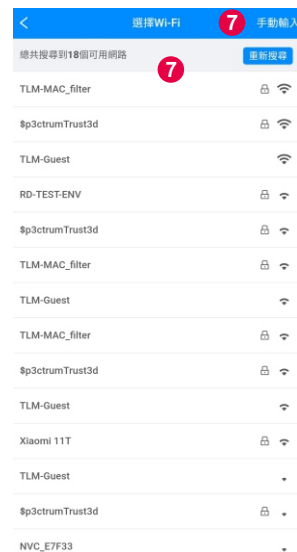 選擇Wi-Fi 7 手動輸入
總共搜尋到18個可用網路 7 重新搜尋
TLM-MAC_filter
$p3ctrumTrust3d
TLM-Guest
RD-TEST-ENV
$p3ctrumTrust3d
TLM-MAC_filter
TLM-Guest
TLM-MAC_filter
$p3ctrumTrust3d
TLM-Guest
Xiaomi 11T
TLM-Guest
$p3ctrumTrust3d
NVC_E7F33